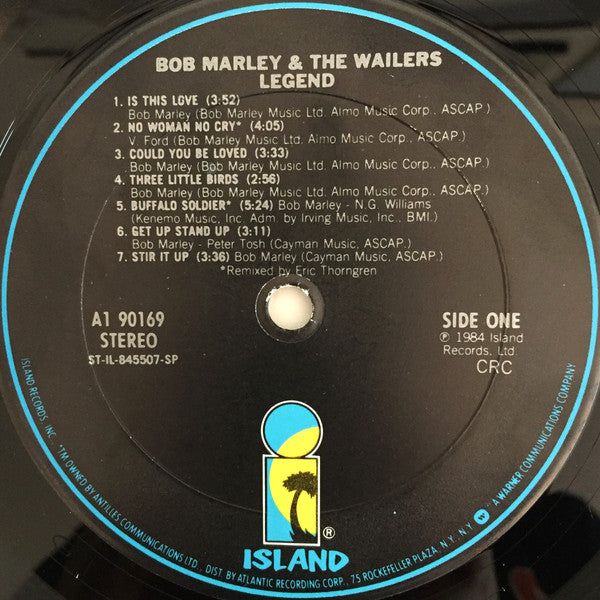 BOB MARLEY & THE WAILERS
LEGEND
1. IS THIS LOVE (3:52)
Bob Marley (Bob Marley Music Ltd. Almo Music Corp., ASCAP.)
2. NO WOMAN NO CRY* (4:05)
V. Ford (Bob Marley Music Ltd. Almo Music Corp., ASCAP.)
3. COULD YOU BE LOVED (3:33)
Bob Marley (Bob Marley Music Ltd. Almo Music Corp., ASCAP.)
4. THREE LITTLE BIRDS (2:56)
Bob Marley (Bob Marley Music Ltd. Almo Music Corp., ASCAP.)
5. BUFFALO SOLDIER* (5:24) Bob Marley - N.G. Williams
(Kenemo Music, Inc. Adm. by Irving Music, Inc., BMI.)
6. GET UP STAND UP (3:11)
Bob Marley - Peter Tosh (Cayman Music, ASCAP.)
7. STIR IT UP (3:36) Bob Marley (Cayman Music, ASCAP.)
*Remixed by Eric Thorngren
A1 90169
STEREO
ST-IL-845507-SP
SIDE ONE
℗ 1984 Island
Records, Ltd.
CRC
ISLAND®
ISLAND RECORDS, INC. *TM OWNED BY ANTILLES COMMUNICATIONS LTD., DIST. BY ATLANTIC RECORDING CORP., 75 ROCKEFELLER PLAZA, N.Y., N.Y. W A WARNER COMMUNICATIONS COMPANY